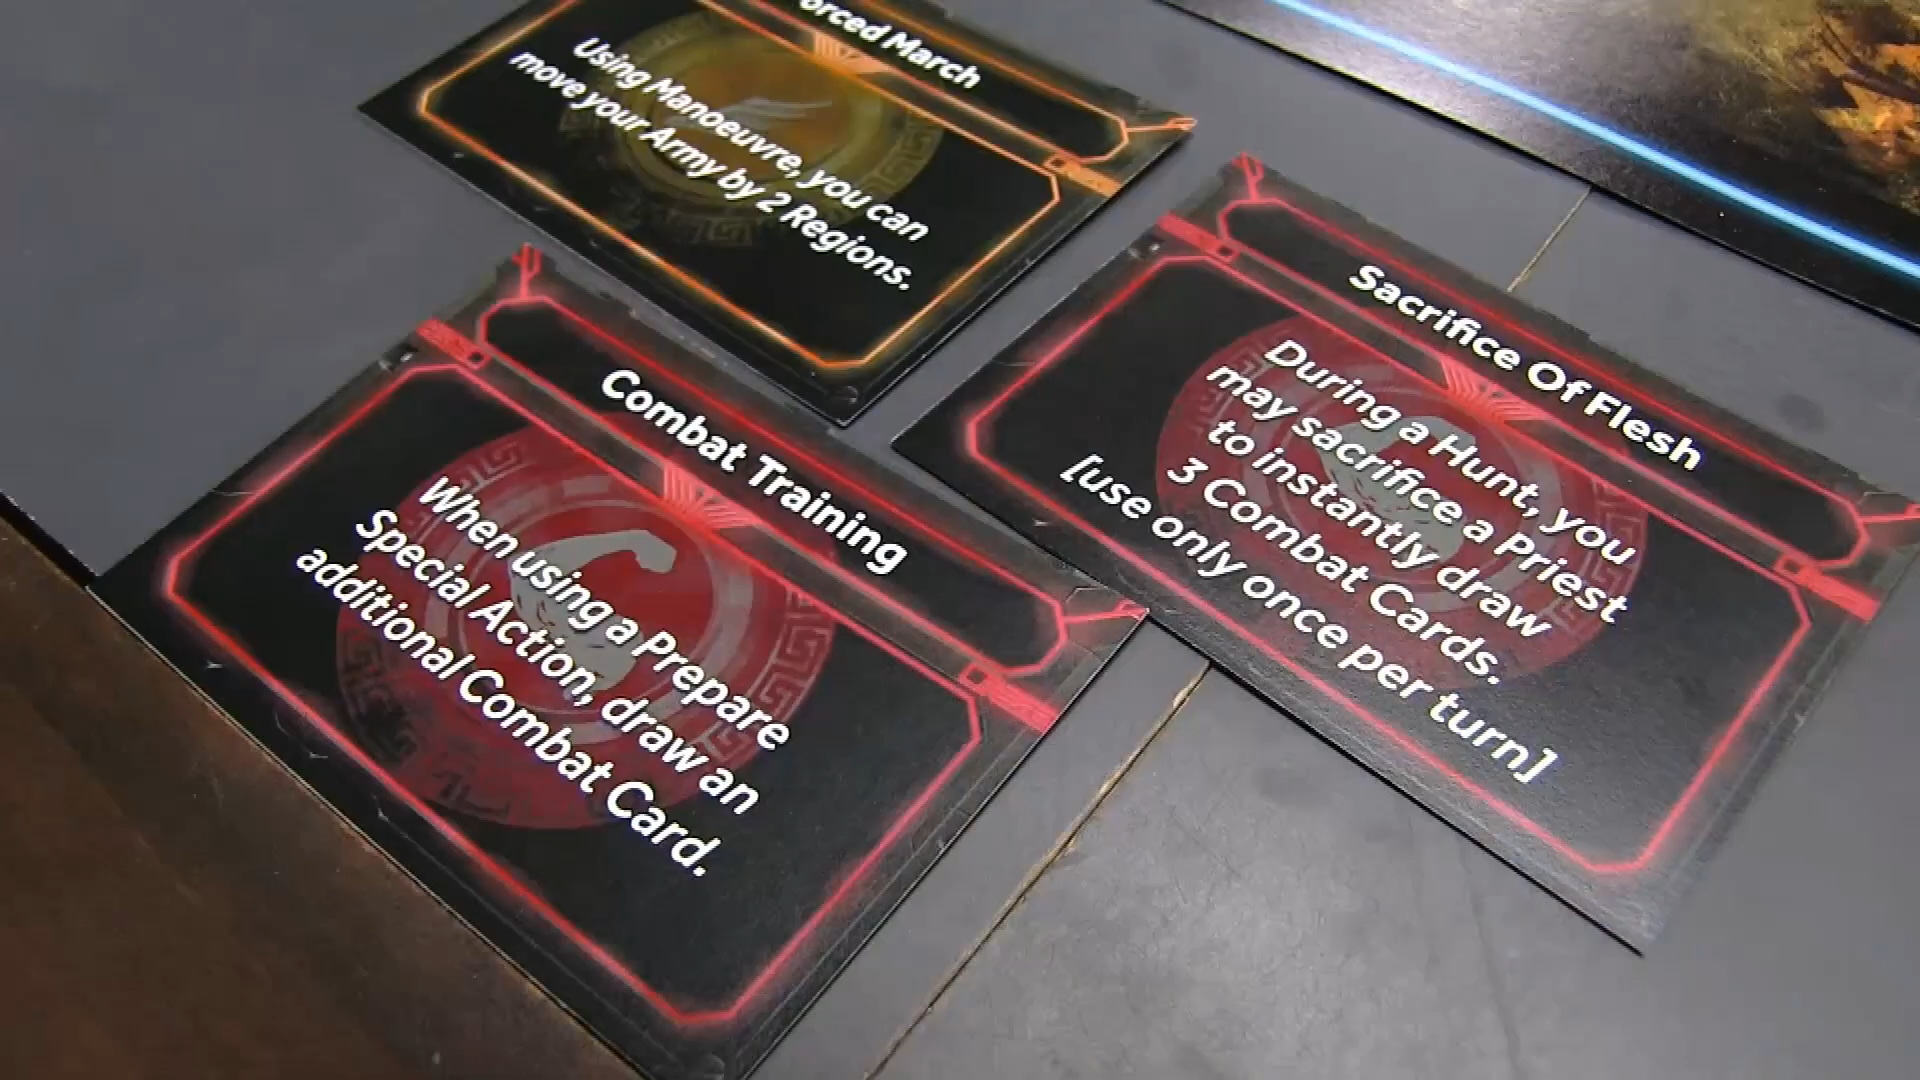 orced March
Using Manoeuvre, you can
move your Army by 2 Regions.
Combat Training
When using a Prepare
Special Action, draw an
additional Combat Card.
Sacrifice Of Flesh
During a Hunt, you
may sacrifice a Priest
to instantly draw
3 Combat Cards.
[use only once per turn]